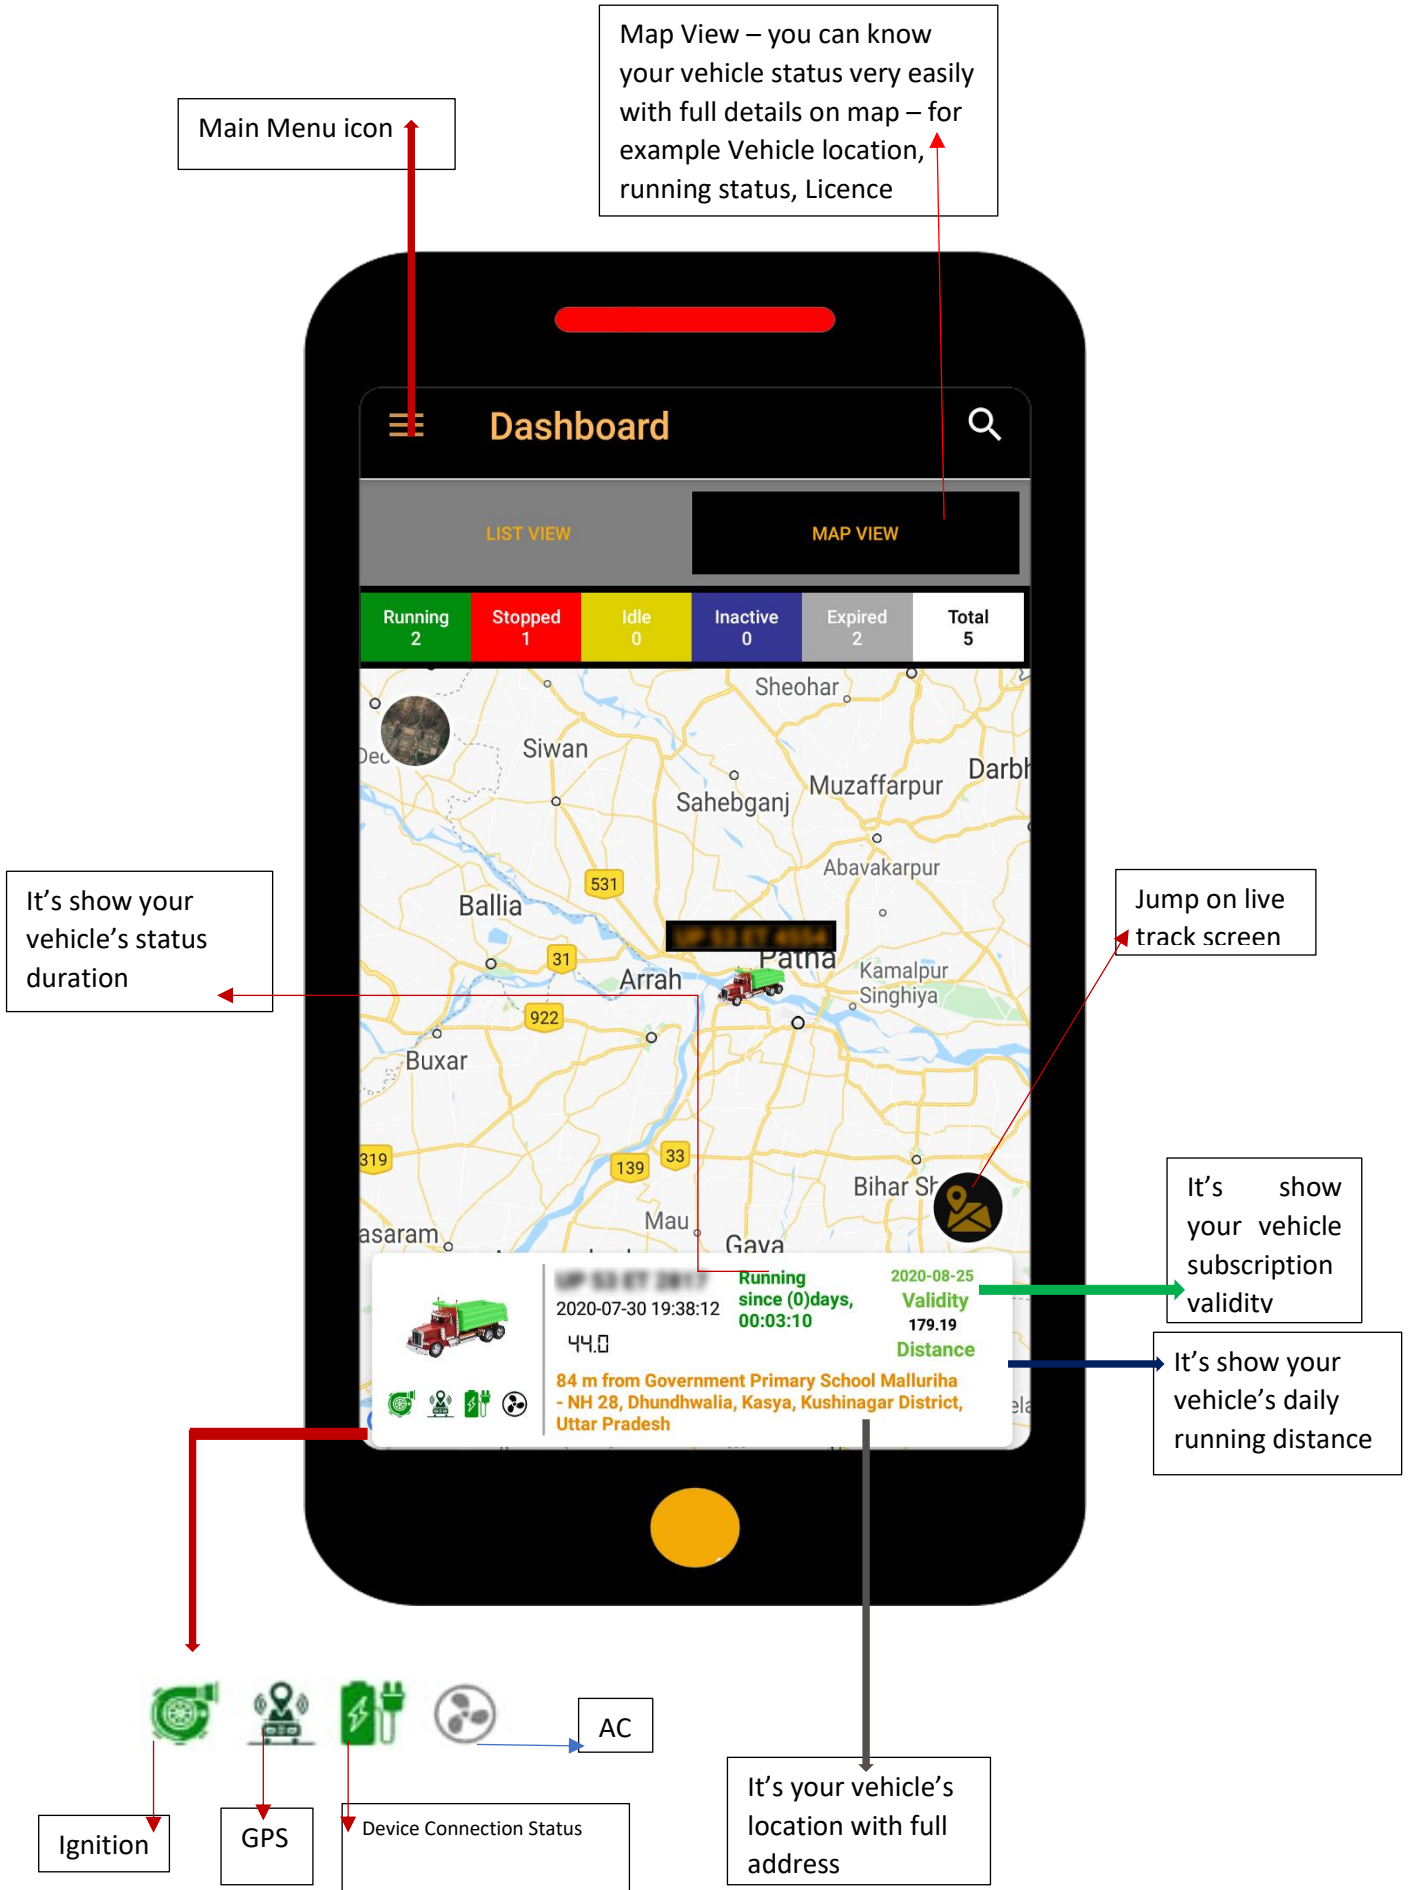 Map View – you can know
your vehicle status very easily
with full details on map – for
example Vehicle location,
running status, Licence
Main Menu icon
Dashboard
LIST VIEW
MAP VIEW
Running
2
Stopped
1
Idle
0
Inactive
0
Expired
2
Total
5
Sheohar
Siwan
Darbh
Muzaffarpur
Sahebganj
Abavakarpur
531
Ballia
It's show your
vehicle's status
duration
Jump on live
track screen
31
Patna
Arrah
Kamalpur
Singhiya
922
Buxar
319
139
33
Bihar Sh
Mau
asaram
Gaya
It's show
your vehicle
subscription
validity
2020-07-30 19:38:12
44.0
Running
since (0)days,
00:03:10
2020-08-25
Validity
179.19
Distance
84 m from Government Primary School Malluriha
- NH 28, Dhundhwalia, Kasya, Kushinagar District,
Uttar Pradesh
It's show your
vehicle's daily
running distance
AC
Ignition
GPS
Device Connection Status
It's your vehicle's
location with full
address